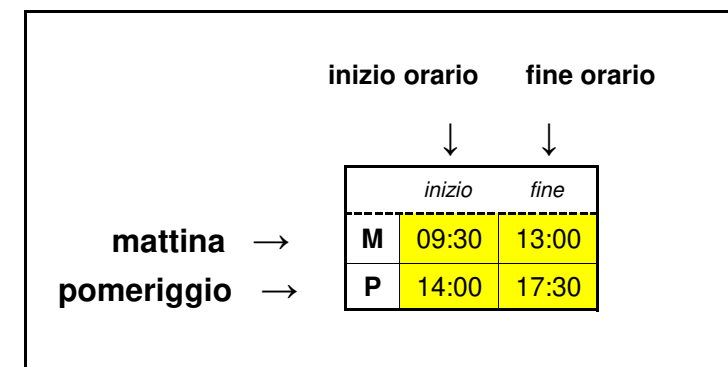 inizio orario fine orario
↓ ↓
inizio fine
mattina → M 09:30 13:00
pomeriggio → P 14:00 17:30